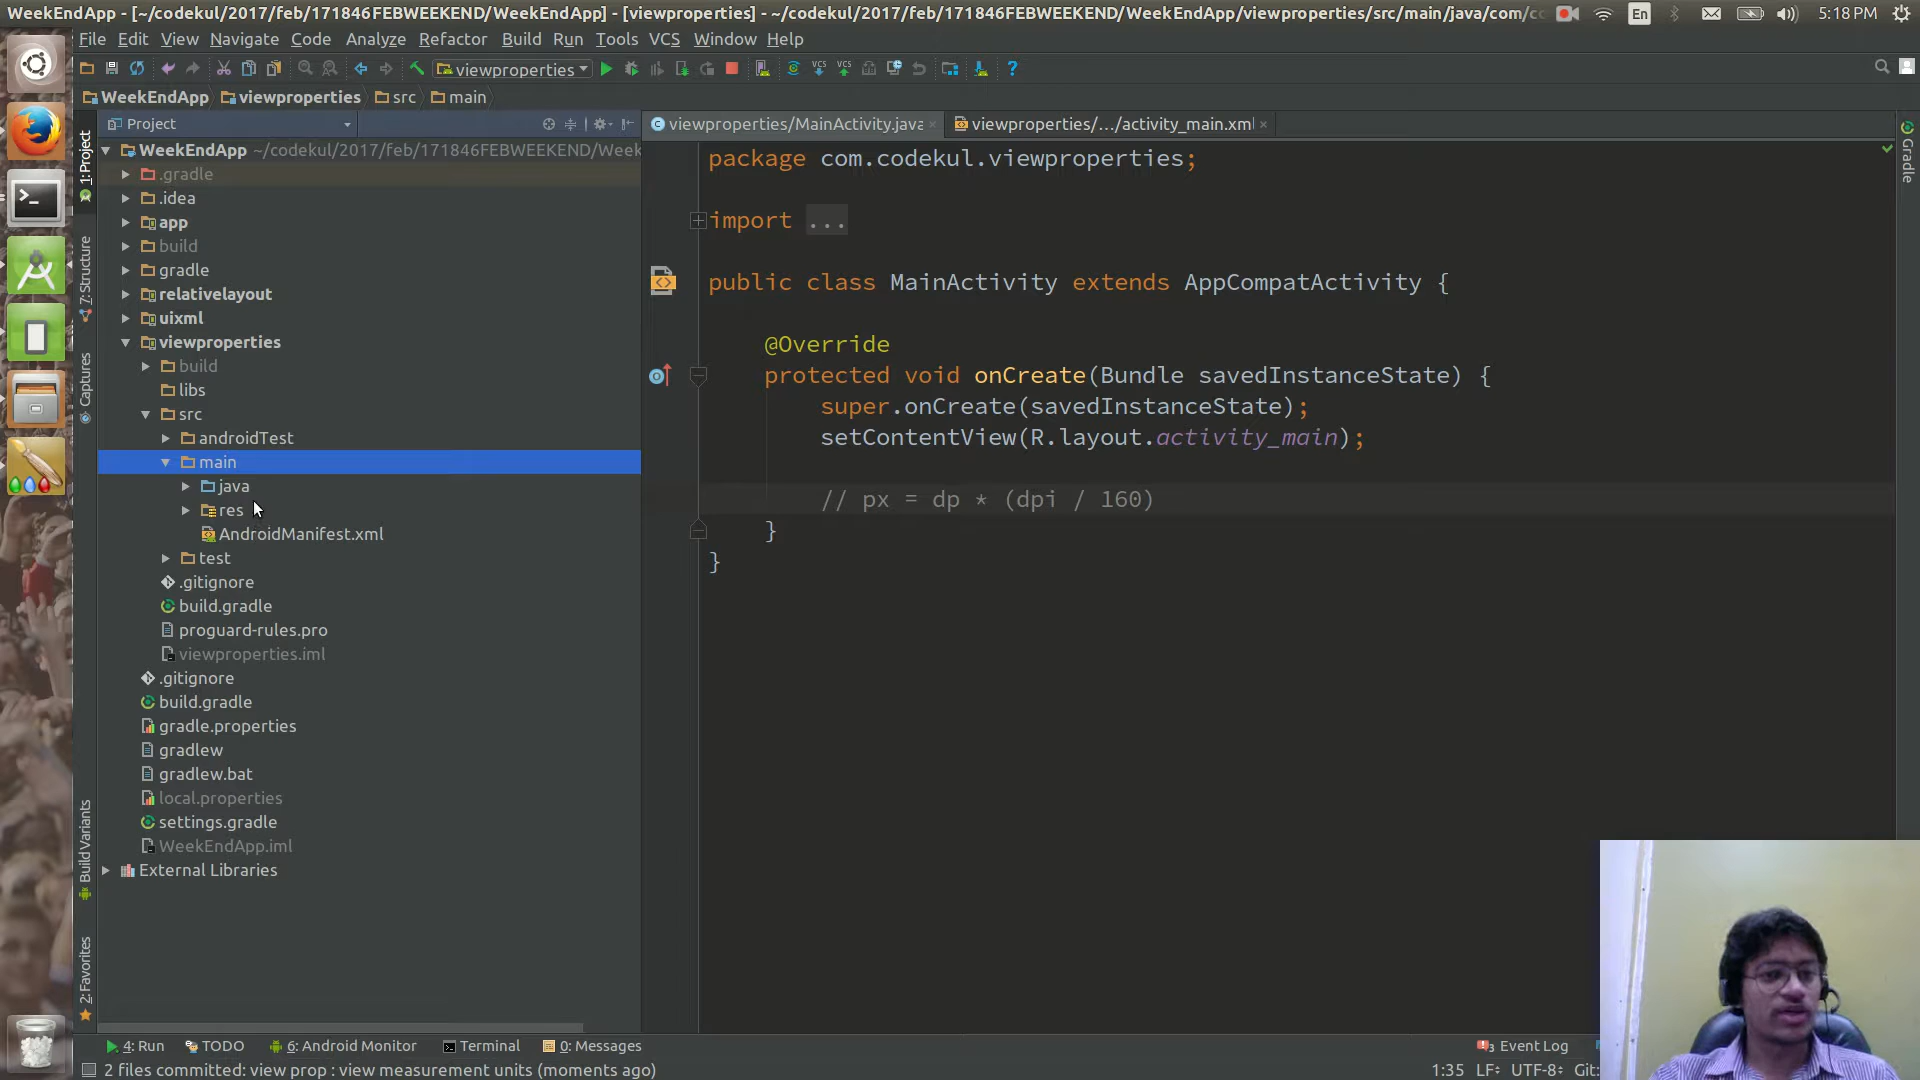 WeekEndApp - [~/codekul/2017/feb/171846FEBWEEKEND/WeekEndApp] - [viewproperties] - ~/codekul/2017/feb/171846FEBWEEKEND/WeekEndApp/viewproperties/src/main/java/com/c
En
5:18 PM
File Edit View Navigate Code Analyze Refactor Build Run Tools VCS Window Help
viewproperties
VCS VCS
?
WeekEndApp viewproperties src main
Project
viewproperties/MainActivity.java
viewproperties/.../activity_main.xml
1: Project
7: Structure
Captures
Build Variants
2: Favorites
Gradle
WeekEndApp ~/codekul/2017/feb/171846FEBWEEKEND/Week
.gradle
.idea
app
build
gradle
relativelayout
uixml
viewproperties
build
libs
src
androidTest
main
java
res
AndroidManifest.xml
test
.gitignore
build.gradle
proguard-rules.pro
viewproperties.iml
.gitignore
build.gradle
gradle.properties
gradlew
gradlew.bat
local.properties
settings.gradle
WeekEndApp.iml
External Libraries
package com.codekul.viewproperties;
import ...
public class MainActivity extends AppCompatActivity {
@Override
protected void onCreate(Bundle savedInstanceState) {
super.onCreate(savedInstanceState);
setContentView(R.layout.activity_main);
// px = dp * (dpi / 160)
}
}
4: Run TODO 6: Android Monitor Terminal 0: Messages
3 Event Log
2 files committed: view prop : view measurement units (moments ago)
1:35 LF÷ UTF-8÷ Git: